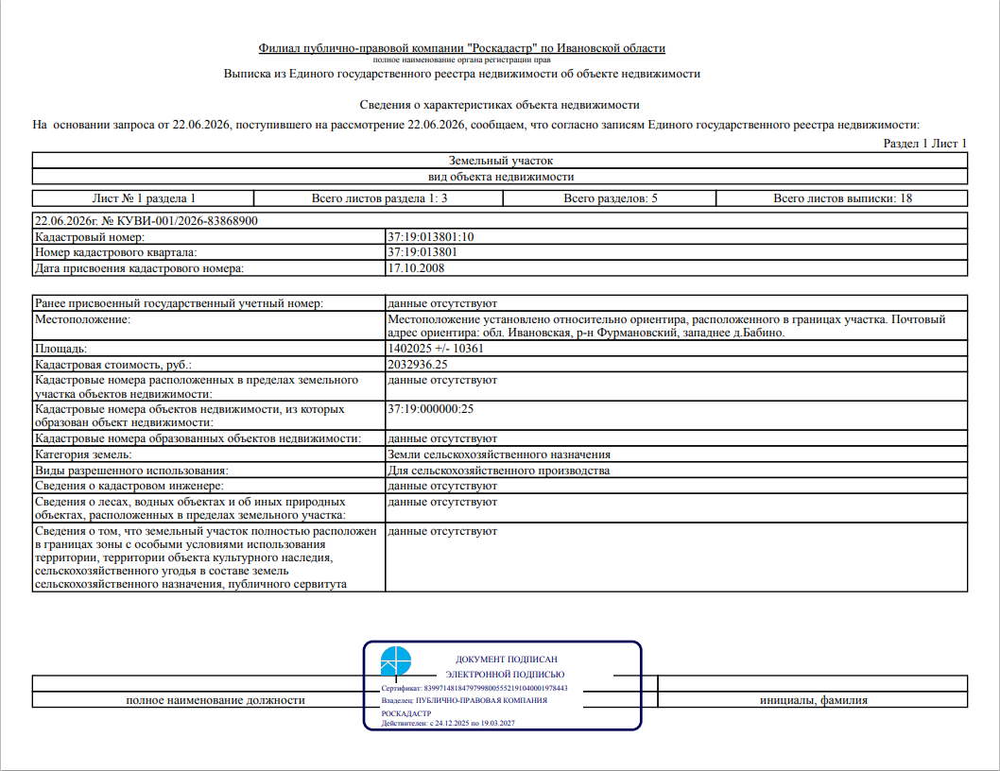 Филиал публично-правовой компании "Роскадастр" по Ивановской области
полное наименование органа регистрации прав
Выписка из Единого государственного реестра недвижимости об объекте недвижимости
Сведения о характеристиках объекта недвижимости
На основании запроса от 22.06.2026, поступившего на рассмотрение 22.06.2026, сообщаем, что согласно записям Единого государственного реестра недвижимости:
Раздел 1 Лист 1
Земельный участок
вид объекта недвижимости
Лист № 1 раздела 1 Всего листов раздела 1: 3 Всего разделов: 5 Всего листов выписки: 18
22.06.2026г. № КУВИ-001/2026-83868900
Кадастровый номер: 37:19:013801:10
Номер кадастрового квартала: 37:19:013801
Дата присвоения кадастрового номера: 17.10.2008
Ранее присвоенный государственный учетный номер: данные отсутствуют
Местоположение: Местоположение установлено относительно ориентира, расположенного в границах участка. Почтовый
адрес ориентира: обл. Ивановская, р-н Фурмановский, западнее д.Бабино.
Площадь: 1402025 +/- 10361
Кадастровая стоимость, руб.: 2032936.25
Кадастровые номера расположенных в пределах земельного данные отсутствуют
участка объектов недвижимости:
Кадастровые номера объектов недвижимости, из которых 37:19:000000:25
образован объект недвижимости:
Кадастровые номера образованных объектов недвижимости: данные отсутствуют
Категория земель: Земли сельскохозяйственного назначения
Виды разрешенного использования: Для сельскохозяйственного производства
Сведения о кадастровом инженере: данные отсутствуют
Сведения о лесах, водных объектах и об иных природных данные отсутствуют
объектах, расположенных в пределах земельного участка:
Сведения о том, что земельный участок полностью расположен данные отсутствуют
в границах зоны с особыми условиями использования
территории, территории объекта культурного наследия,
сельскохозяйственного угодья в составе земель
сельскохозяйственного назначения, публичного сервитута
ДОКУМЕНТ ПОДПИСАН
ЭЛЕКТРОННОЙ ПОДПИСЬЮ
Сертификат: 83997148184797998005552191040001978443
Владелец: ПУБЛИЧНО-ПРАВОВАЯ КОМПАНИЯ
РОСКАДАСТР
Действителен: с 24.12.2025 по 19.03.2027
полное наименование должности инициалы, фамилия